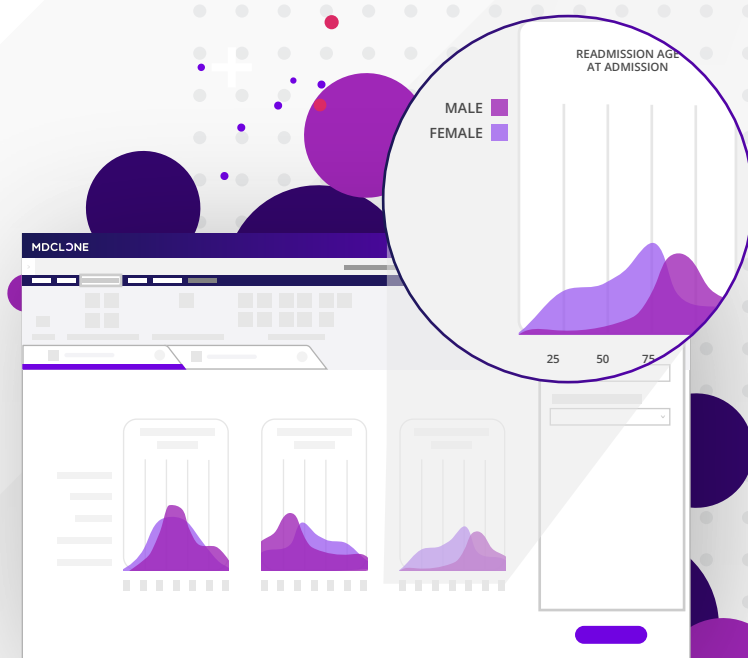 READMISSION AGE
AT ADMISSION
MALE
FEMALE
MDCLONE
25
50
75